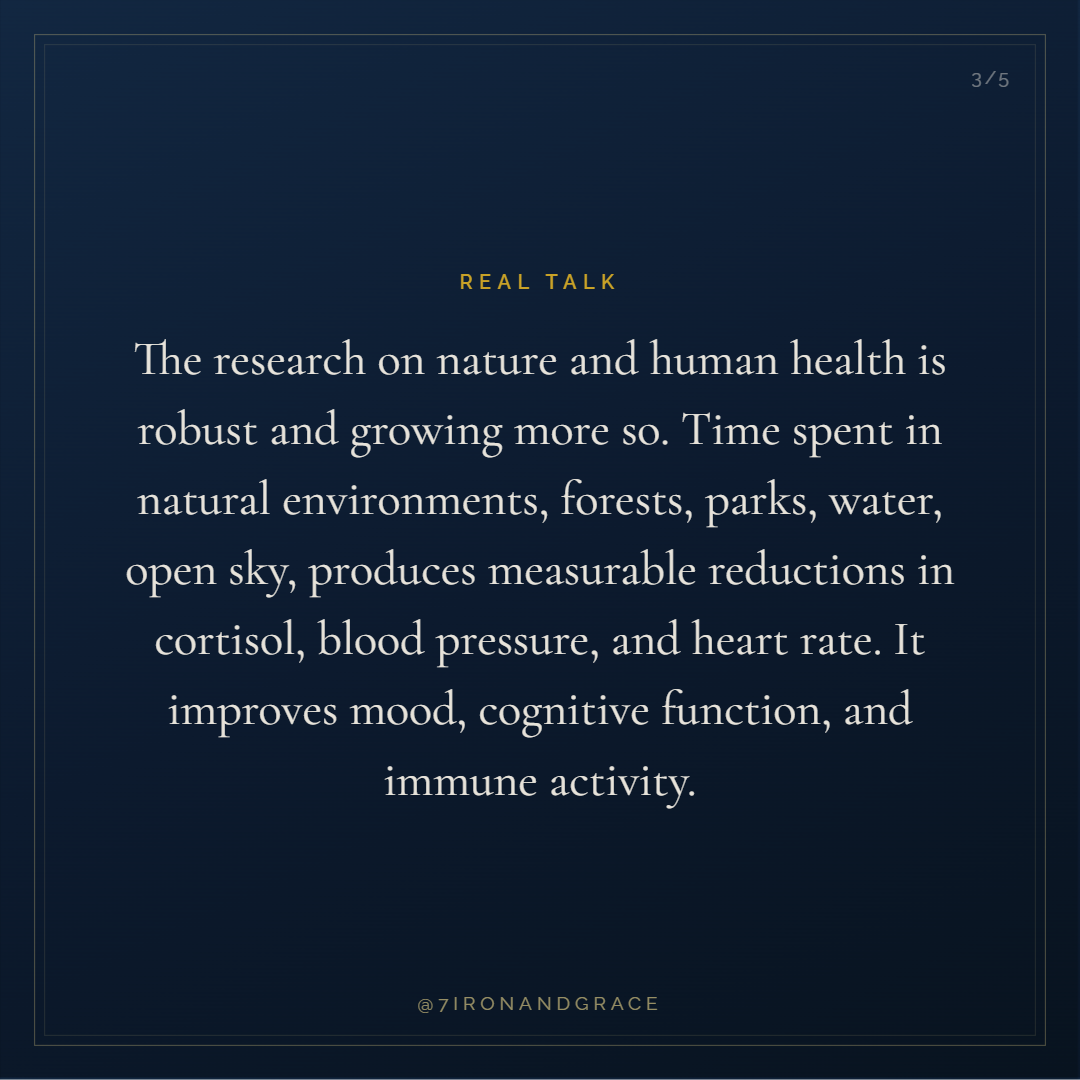 3/5
REAL TALK
The research on nature and human health is
robust and growing more so. Time spent in
natural environments, forests, parks, water,
open sky, produces measurable reductions in
cortisol, blood pressure, and heart rate. It
improves mood, cognitive function, and
immune activity.
@7IRONANDGRACE